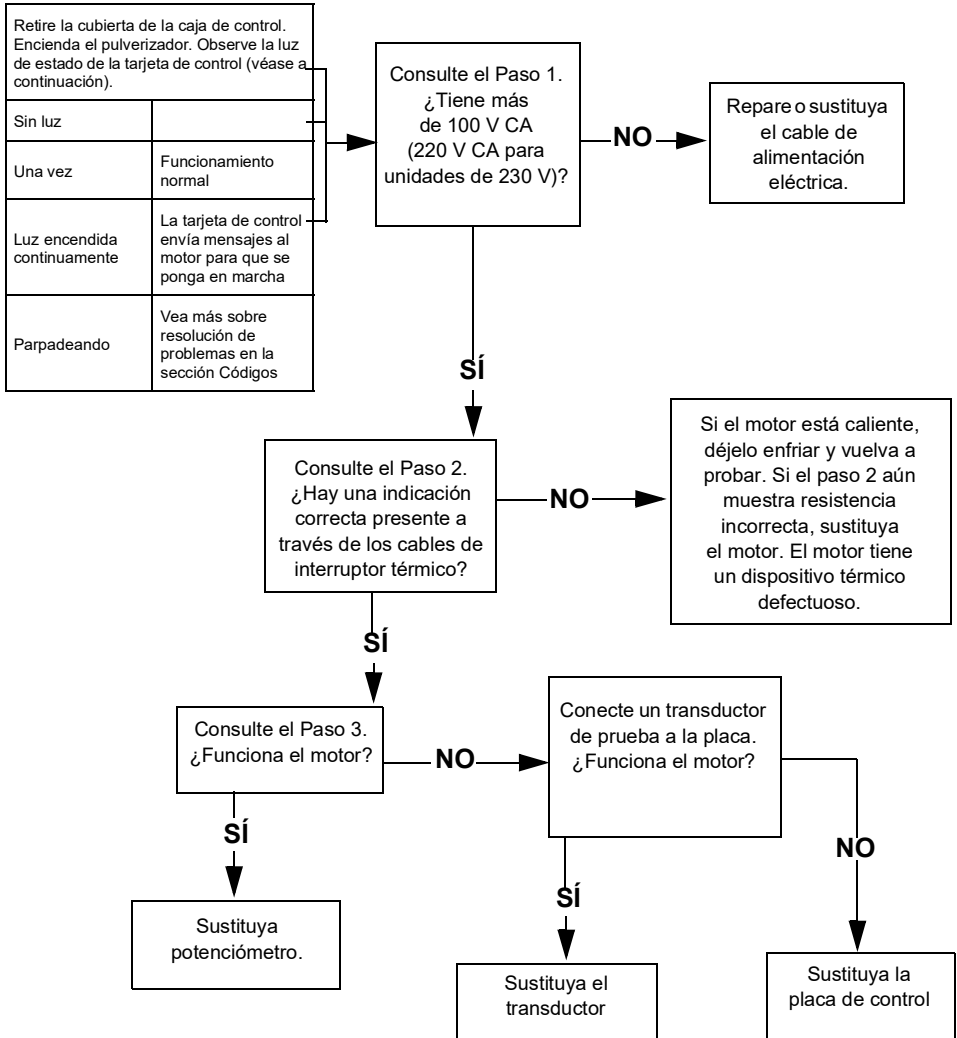 Retire la cubierta de la caja de control.
Encienda el pulverizador. Observe la luz
de estado de la tarjeta de control (véase a
continuación).
Sin luz
Una vez
Funcionamiento
normal
Luz encendida
continuamente
La tarjeta de control
envía mensajes al
motor para que se
ponga en marcha
Parpadeando
Vea más sobre
resolución de
problemas en la
sección Códigos
Consulte el Paso 1.
¿Tiene más
de 100 V CA
(220 V CA para
unidades de 230 V)?
NO
Repare o sustituya
el cable de
alimentación
eléctrica.
SÍ
Consulte el Paso 2.
¿Hay una indicación
correcta presente a
través de los cables de
interruptor térmico?
NO
Si el motor está caliente,
déjelo enfriar y vuelva a
probar. Si el paso 2 aún
muestra resistencia
incorrecta, sustituya
el motor. El motor tiene
un dispositivo térmico
defectuoso.
SÍ
Consulte el Paso 3.
¿Funciona el motor?
NO
Conecte un transductor
de prueba a la placa.
¿Funciona el motor?
SÍ
Sustituya
potenciómetro.
SÍ
Sustituya el
transductor
NO
Sustituya la
placa de control